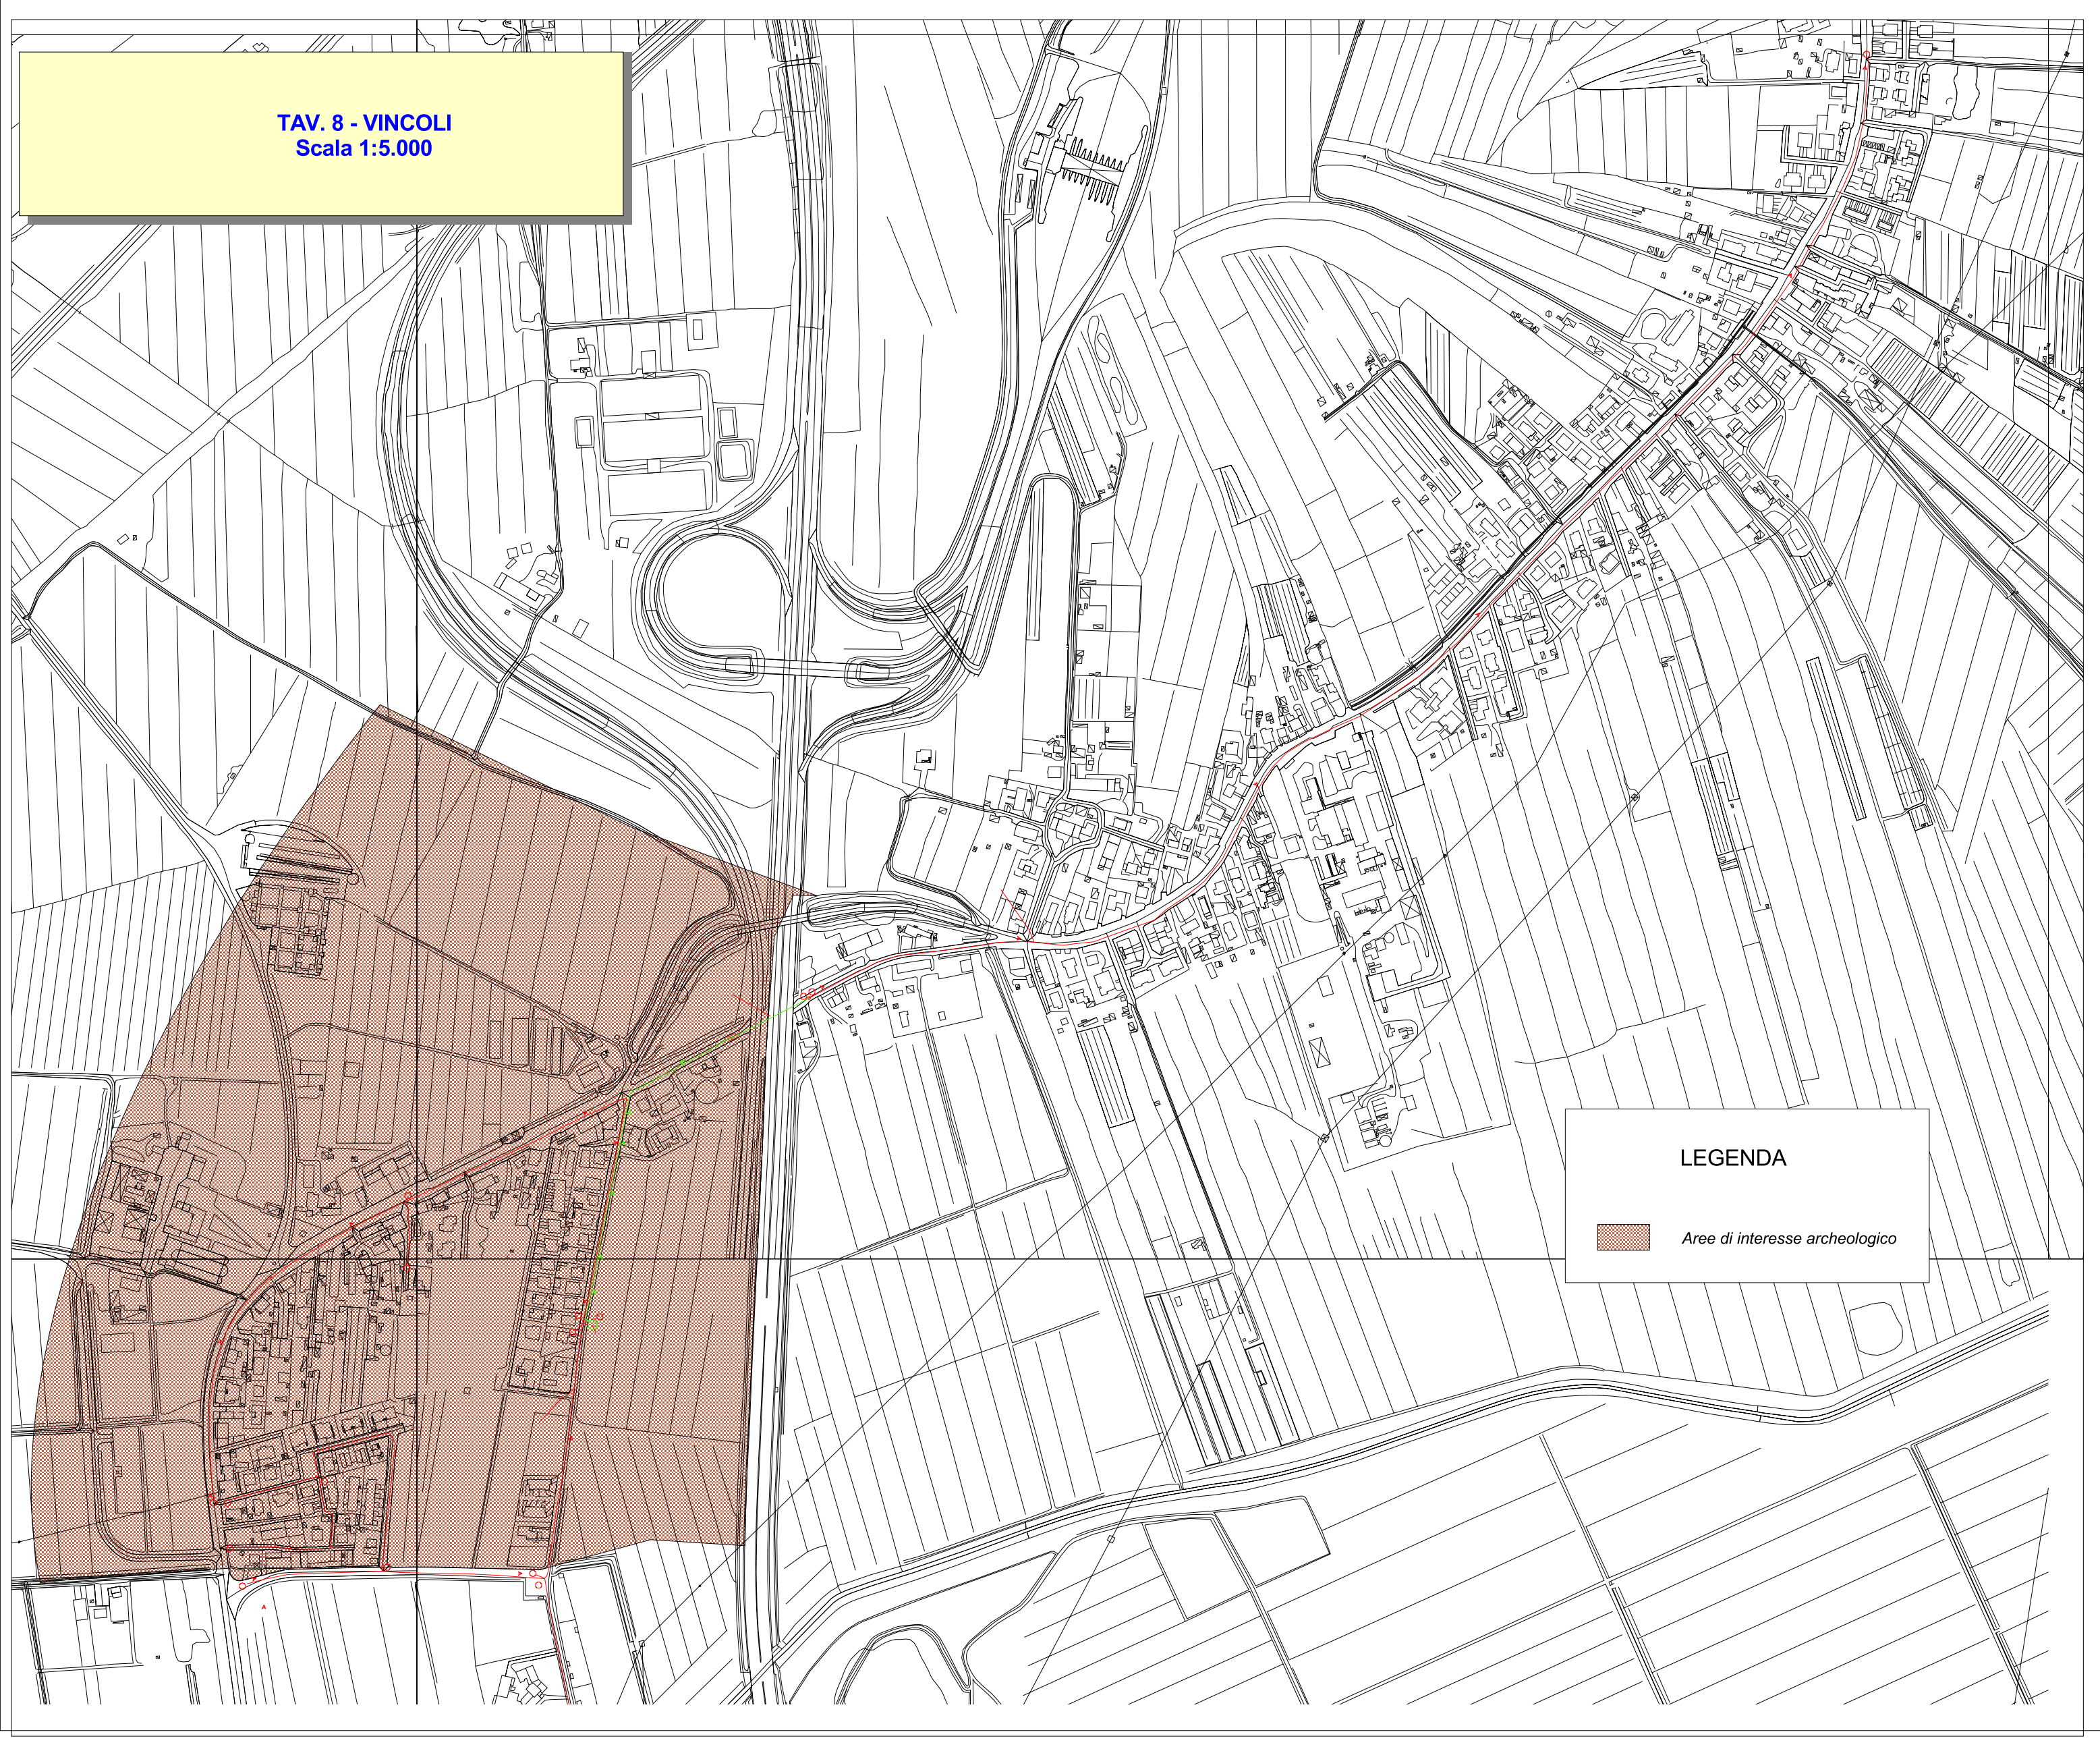 TAV. 8 - VINCOLI
Scala 1:5.000
LEGENDA
Aree di interesse archeologico